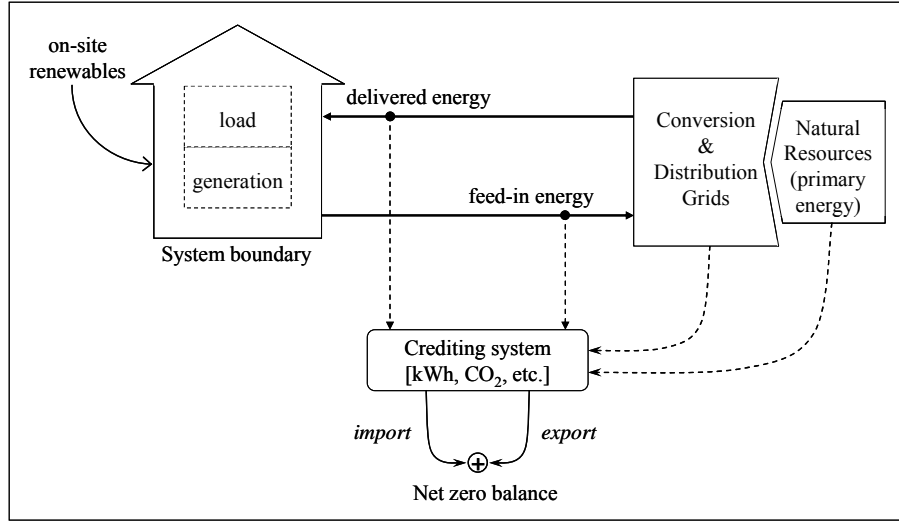 on-site
renewables
load
generation
System boundary
delivered energy
feed-in energy
Conversion
&
Distribution
Grids
Natural
Resources
(primary
energy)
Crediting system
[kWh, CO₂, etc.]
import
export
+
Net zero balance